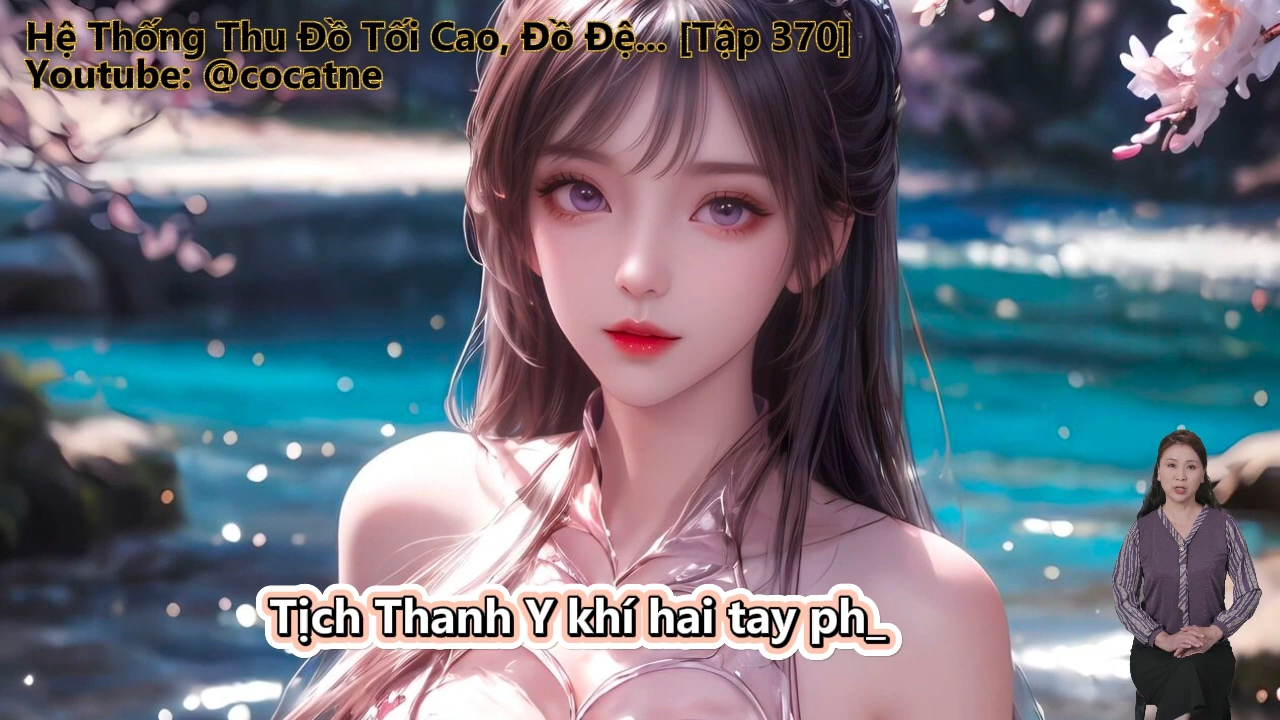 Hệ Thống Thu Đồ Tối Cao, Đồ Đệ... [Tập 370]
Youtube: @cocatne
Tịch Thanh Y khí hai tay ph_